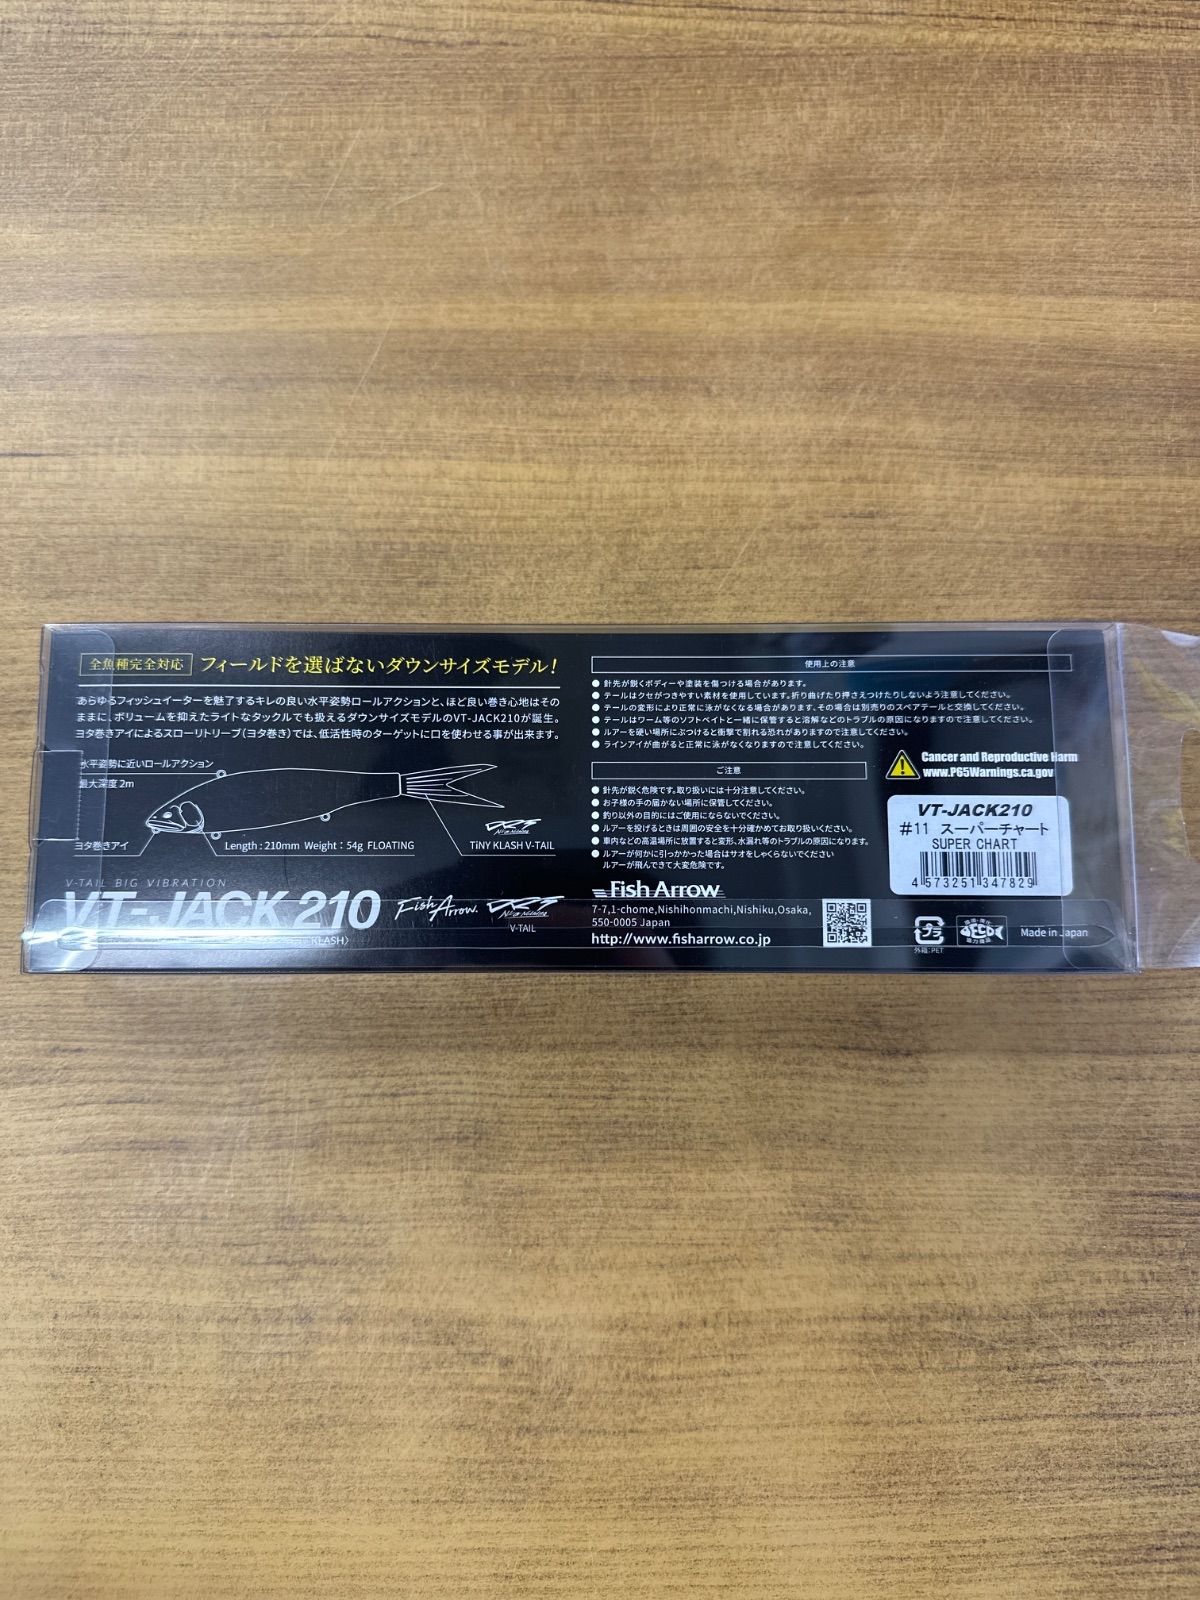 全魚種完全対応 フィールドを選ばないダウンサイズモデル！
あらゆるフィッシュイーターを魅了するキレの良い水平姿勢ロールアクションと、ほど良い巻き心地はその
ままに、ボリュームを抑えたライトなタックルでも扱えるダウンサイズモデルのVT-JACK210が誕生。
ヨタ巻きアイによるスローリトリーブ(ヨタ巻き)では、低活性時のターゲットに口を使わせる事が出来ます。
水平姿勢に近いロールアクション
最大深度 2m
ヨタ巻きアイ
Length : 210mm Weight : 54g FLOATING
DRT
TiNY KLASH V-TAIL
V-TAIL BIG VIBRATION
VT-JACK 210
KLASH〉
Fish Arrow
DRT
V-TAIL
使用上の注意
● 針先が鋭くボディーや塗装を傷つける場合があります。
● テールはクセがつきやすい素材を使用しています。折り曲げたり押さえつけたりしないよう注意してください。
● テールの変形により正常に泳がなくなる場合があります。その場合は別売りのスペアテールと交換してください。
● テールはワーム等のソフトベイトと一緒に保管すると溶解などのトラブルの原因になりますので注意してください。
● ルアーを硬い場所にぶつけると衝撃で割れる恐れがありますので注意してください。
● ラインアイが曲がると正常に泳がなくなりますので注意してください。
ご注意
● 針先が鋭く危険です。取り扱いには十分注意してください。
● お子様の手の届かない場所に保管してください。
● 釣り以外の目的にはご使用にならないでください。
● ルアーを投げるときは周囲の安全を十分確かめてお取り扱いください。
● 車内などの高温場所に放置すると変形、水漏れ等のトラブルの原因になります。
● ルアーが何かに引っかかった場合はサオをしゃくらないでください
ルアーが飛んできて大変危険です。
Fish Arrow
7-7,1-chome,Nishihonmachi,Nishiku,Osaka,
550-0005 Japan
http://www.fisharrow.co.jp
Cancer and Reproductive Harm
www.P65Warnings.ca.gov
VT-JACK210
#11 スーパーチャート
SUPER CHART
4 573251 347829
プラ
外箱:PET
環境・美化
ECO
協力商品
Made in Japan